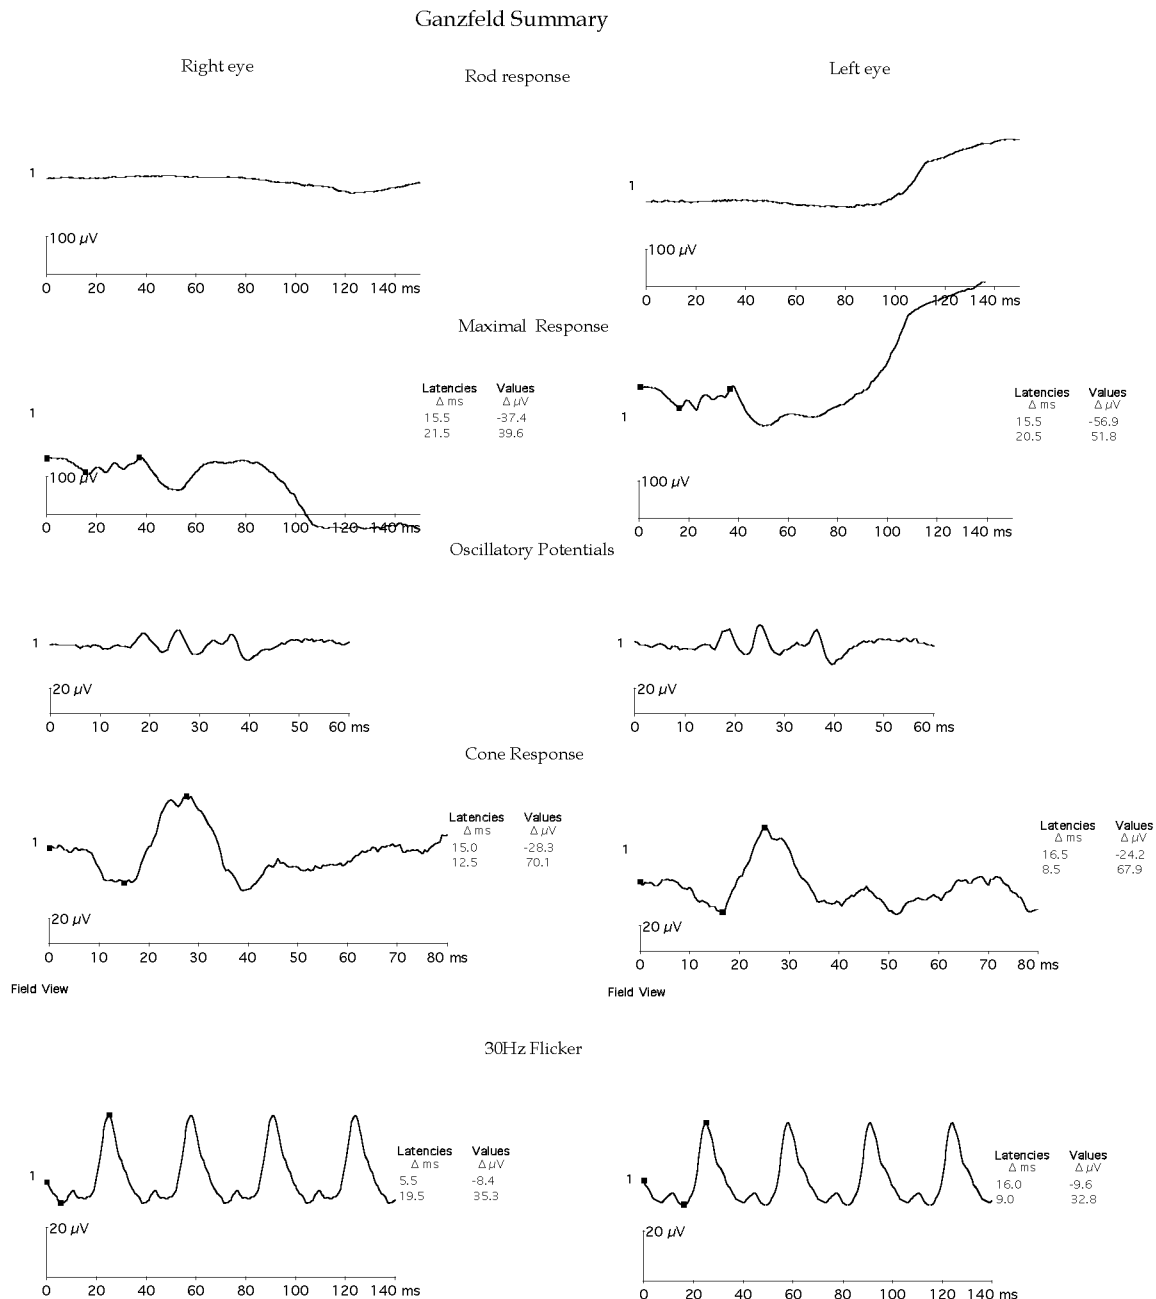 Ganzfeld Summary
Right eye
Rod response
Left eye
1
100 µV
0 20 40 60 80 100 120 140 ms
1
100 µV
0 20 40 60 80 100 120 140 ms
Maximal Response
Latencies Values
Δ ms Δ µV
15.5 -37.4
21.5 39.6
1
100 µV
0 20 40 60 80 100 120 140 ms
Latencies Values
Δ ms Δ µV
15.5 -56.9
20.5 51.8
1
100 µV
0 20 40 60 80 100 120 140 ms
Oscillatory Potentials
1
20 µV
0 10 20 30 40 50 60 ms
1
20 µV
0 10 20 30 40 50 60 ms
Cone Response
Latencies Values
Δ ms Δ µV
15.0 -28.3
12.5 70.1
1
20 µV
0 10 20 30 40 50 60 70 80 ms
Field View
Latencies Values
Δ ms Δ µV
16.5 -24.2
8.5 67.9
1
20 µV
0 10 20 30 40 50 60 70 80 ms
Field View
30Hz Flicker
Latencies Values
Δ ms Δ µV
5.5 -8.4
19.5 35.3
1
20 µV
0 20 40 60 80 100 120 140 ms
Latencies Values
Δ ms Δ µV
16.0 -9.6
9.0 32.8
1
20 µV
0 20 40 60 80 100 120 140 ms